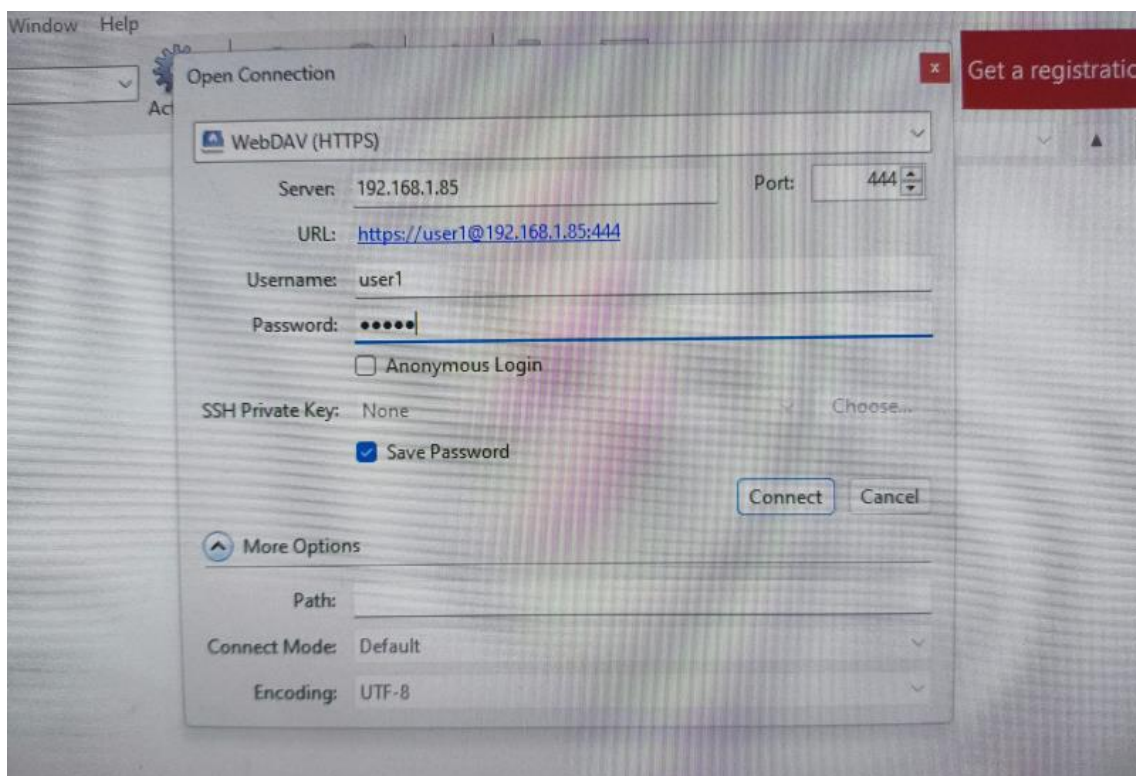 Window Help
Get a registratio
Open Connection
x
Ac
WebDAV (HTTPS)
Server: 192.168.1.85 Port: 444
URL: https://user1@192.168.1.85:444
Username: user1
Password: •••••
Anonymous Login
SSH Private Key: None Choose...
Save Password
Connect Cancel
More Options
Path:
Connect Mode: Default
Encoding: UTF-8